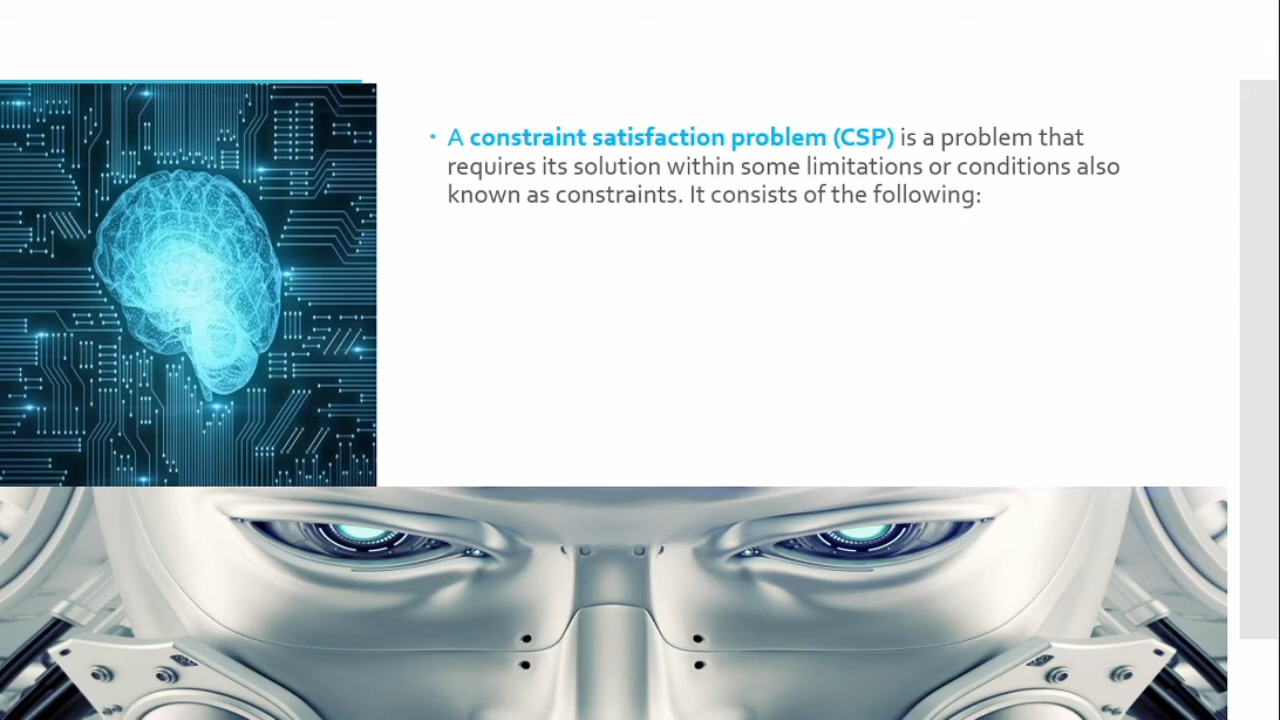 • A constraint satisfaction problem (CSP) is a problem that
requires its solution within some limitations or conditions also
known as constraints. It consists of the following: